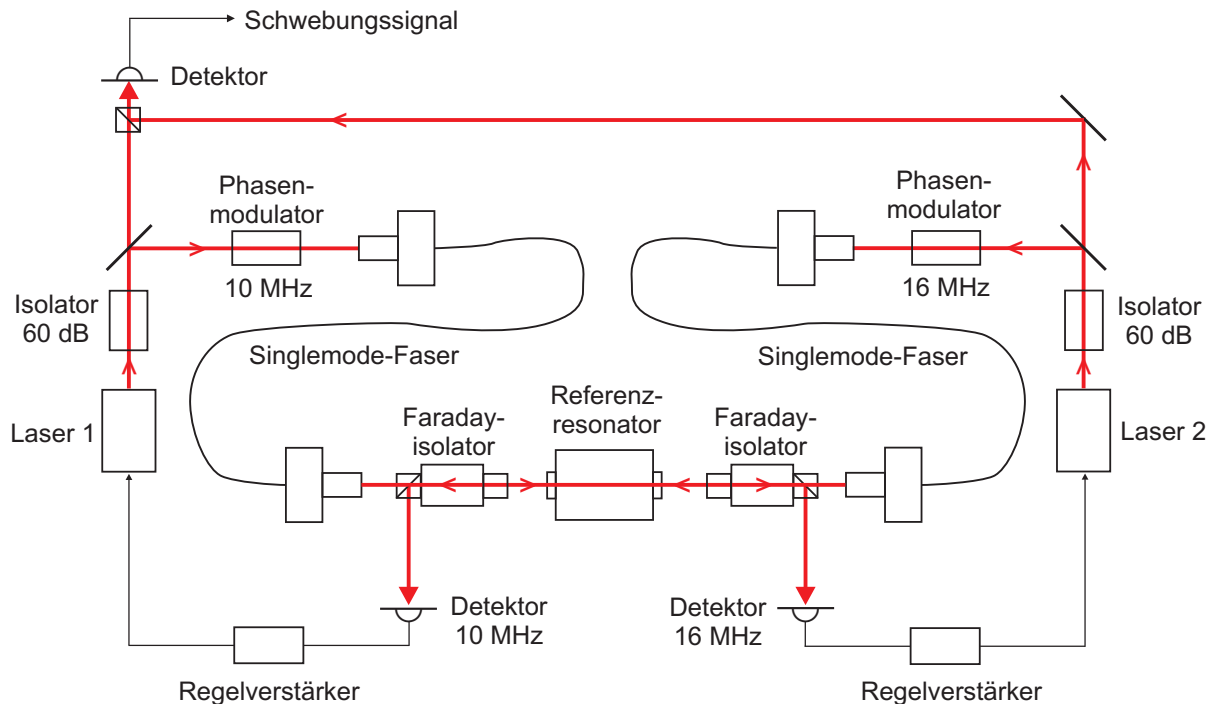 Schwebungssignal
Detektor
Phasen-
modulator
10 MHz
Phasen-
modulator
16 MHz
Isolator
60 dB
Isolator
60 dB
Singlemode-Faser
Singlemode-Faser
Laser 1
Faraday-
isolator
Referenz-
resonator
Faraday-
isolator
Laser 2
Detektor
10 MHz
Detektor
16 MHz
Regelverstärker
Regelverstärker